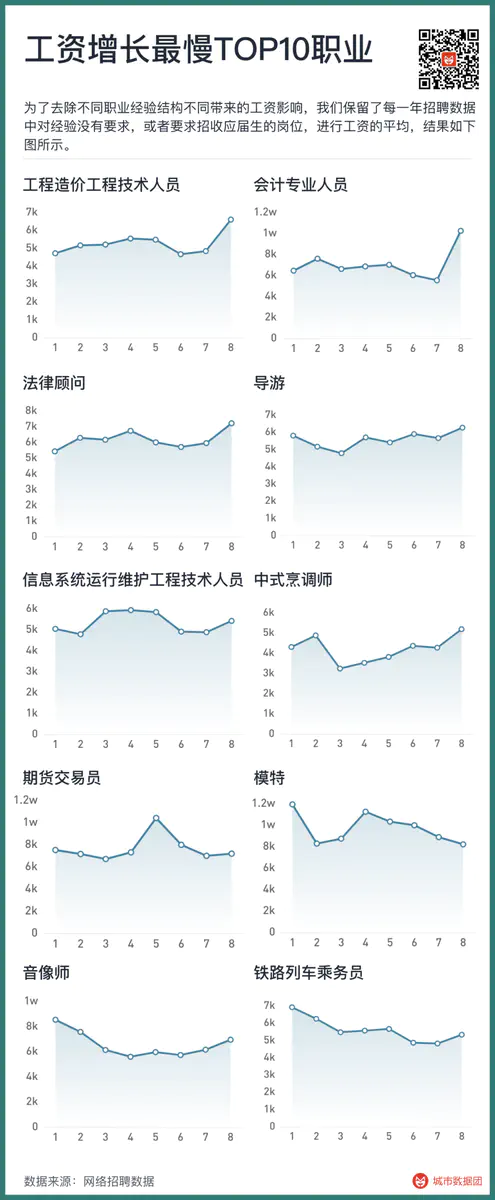 工资增长最慢TOP10职业
为了去除不同职业经验结构不同带来的工资影响，我们保留了每一年招聘数据
中对经验没有要求，或者要求招收应届生的岗位，进行工资的平均，结果如下
图所示。
工程造价工程技术人员
7k
6k
5k
4k
3k
2k
1k
0
1 2 3 4 5 6 7 8
会计专业人员
1.2w
1w
8k
6k
4k
2k
0
1 2 3 4 5 6 7 8
法律顾问
8k
7k
6k
5k
4k
3k
2k
1k
0
1 2 3 4 5 6 7 8
导游
7k
6k
5k
4k
3k
2k
1k
0
1 2 3 4 5 6 7 8
信息系统运行维护工程技术人员
6k
5k
4k
3k
2k
1k
0
1 2 3 4 5 6 7 8
中式烹调师
6k
5k
4k
3k
2k
1k
0
1 2 3 4 5 6 7 8
期货交易员
1.2w
1w
8k
6k
4k
2k
0
1 2 3 4 5 6 7 8
模特
1.2w
1w
8k
6k
4k
2k
0
1 2 3 4 5 6 7 8
音像师
1w
8k
6k
4k
2k
0
1 2 3 4 5 6 7 8
铁路列车乘务员
7k
6k
5k
4k
3k
2k
1k
0
1 2 3 4 5 6 7 8
数据来源：网络招聘数据
城市数据团